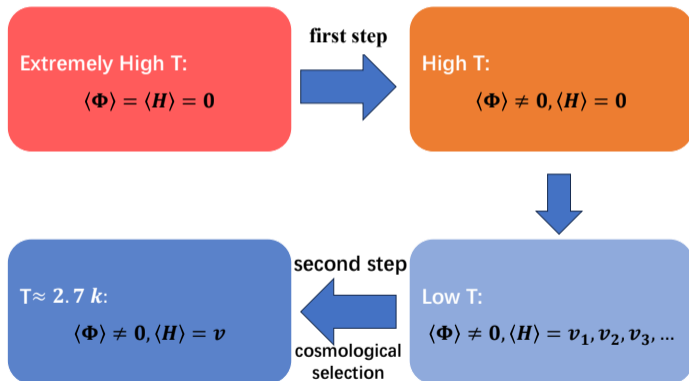 Extremely High T:
⟨Φ⟩ = ⟨H⟩ = 0
first step
High T:
⟨Φ⟩ ≠ 0, ⟨H⟩ = 0
Low T:
⟨Φ⟩ ≠ 0, ⟨H⟩ = v₁, v₂, v₃, ...
second step
cosmological
selection
T≈ 2.7 k:
⟨Φ⟩ ≠ 0, ⟨H⟩ = v